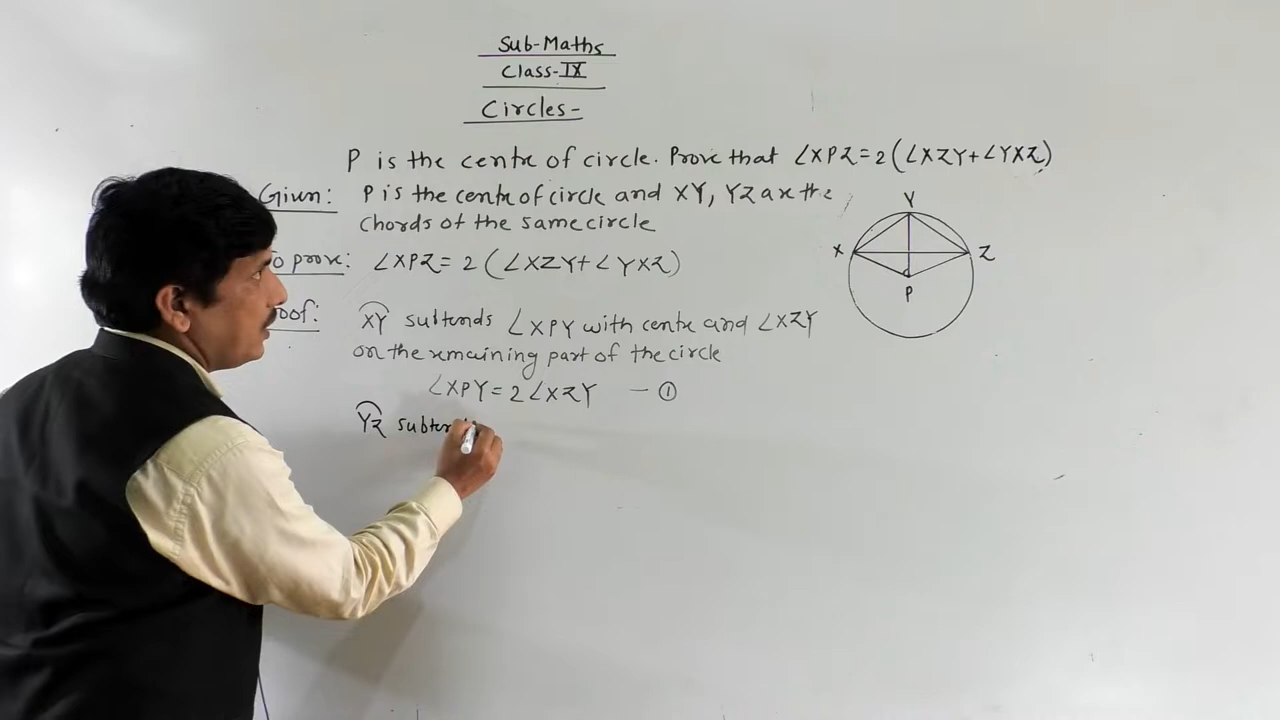 Sub-Maths
Class-IX
Circles-
P is the centre of circle. Prove that ∠XPZ=2(∠XZY+∠YXZ)
Given: P is the centre of circle and XY, YZ are the
chords of the same circle
To prove: ∠XPZ= 2(∠XZY+∠YXZ)
oof: XY subtends ∠XPY with centre and ∠XZY
on the remaining part of the circle
∠XPY=2∠XZY — ①
YZ subten
Y
X
Z
P